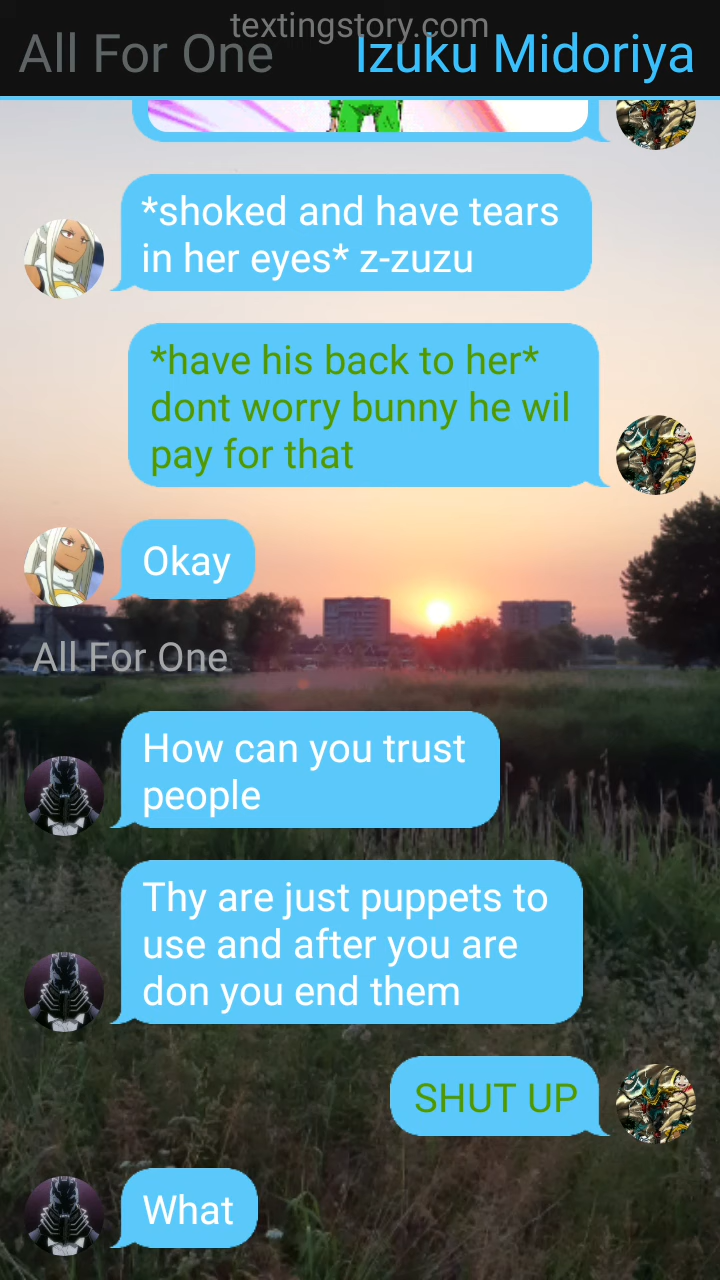 textingstory.com
All For One Izuku Midoriya
*shoked and have tears
in her eyes* z-zuzu
*have his back to her*
dont worry bunny he wil
pay for that
Okay
All For One
How can you trust
people
Thy are just puppets to
use and after you are
don you end them
SHUT UP
What